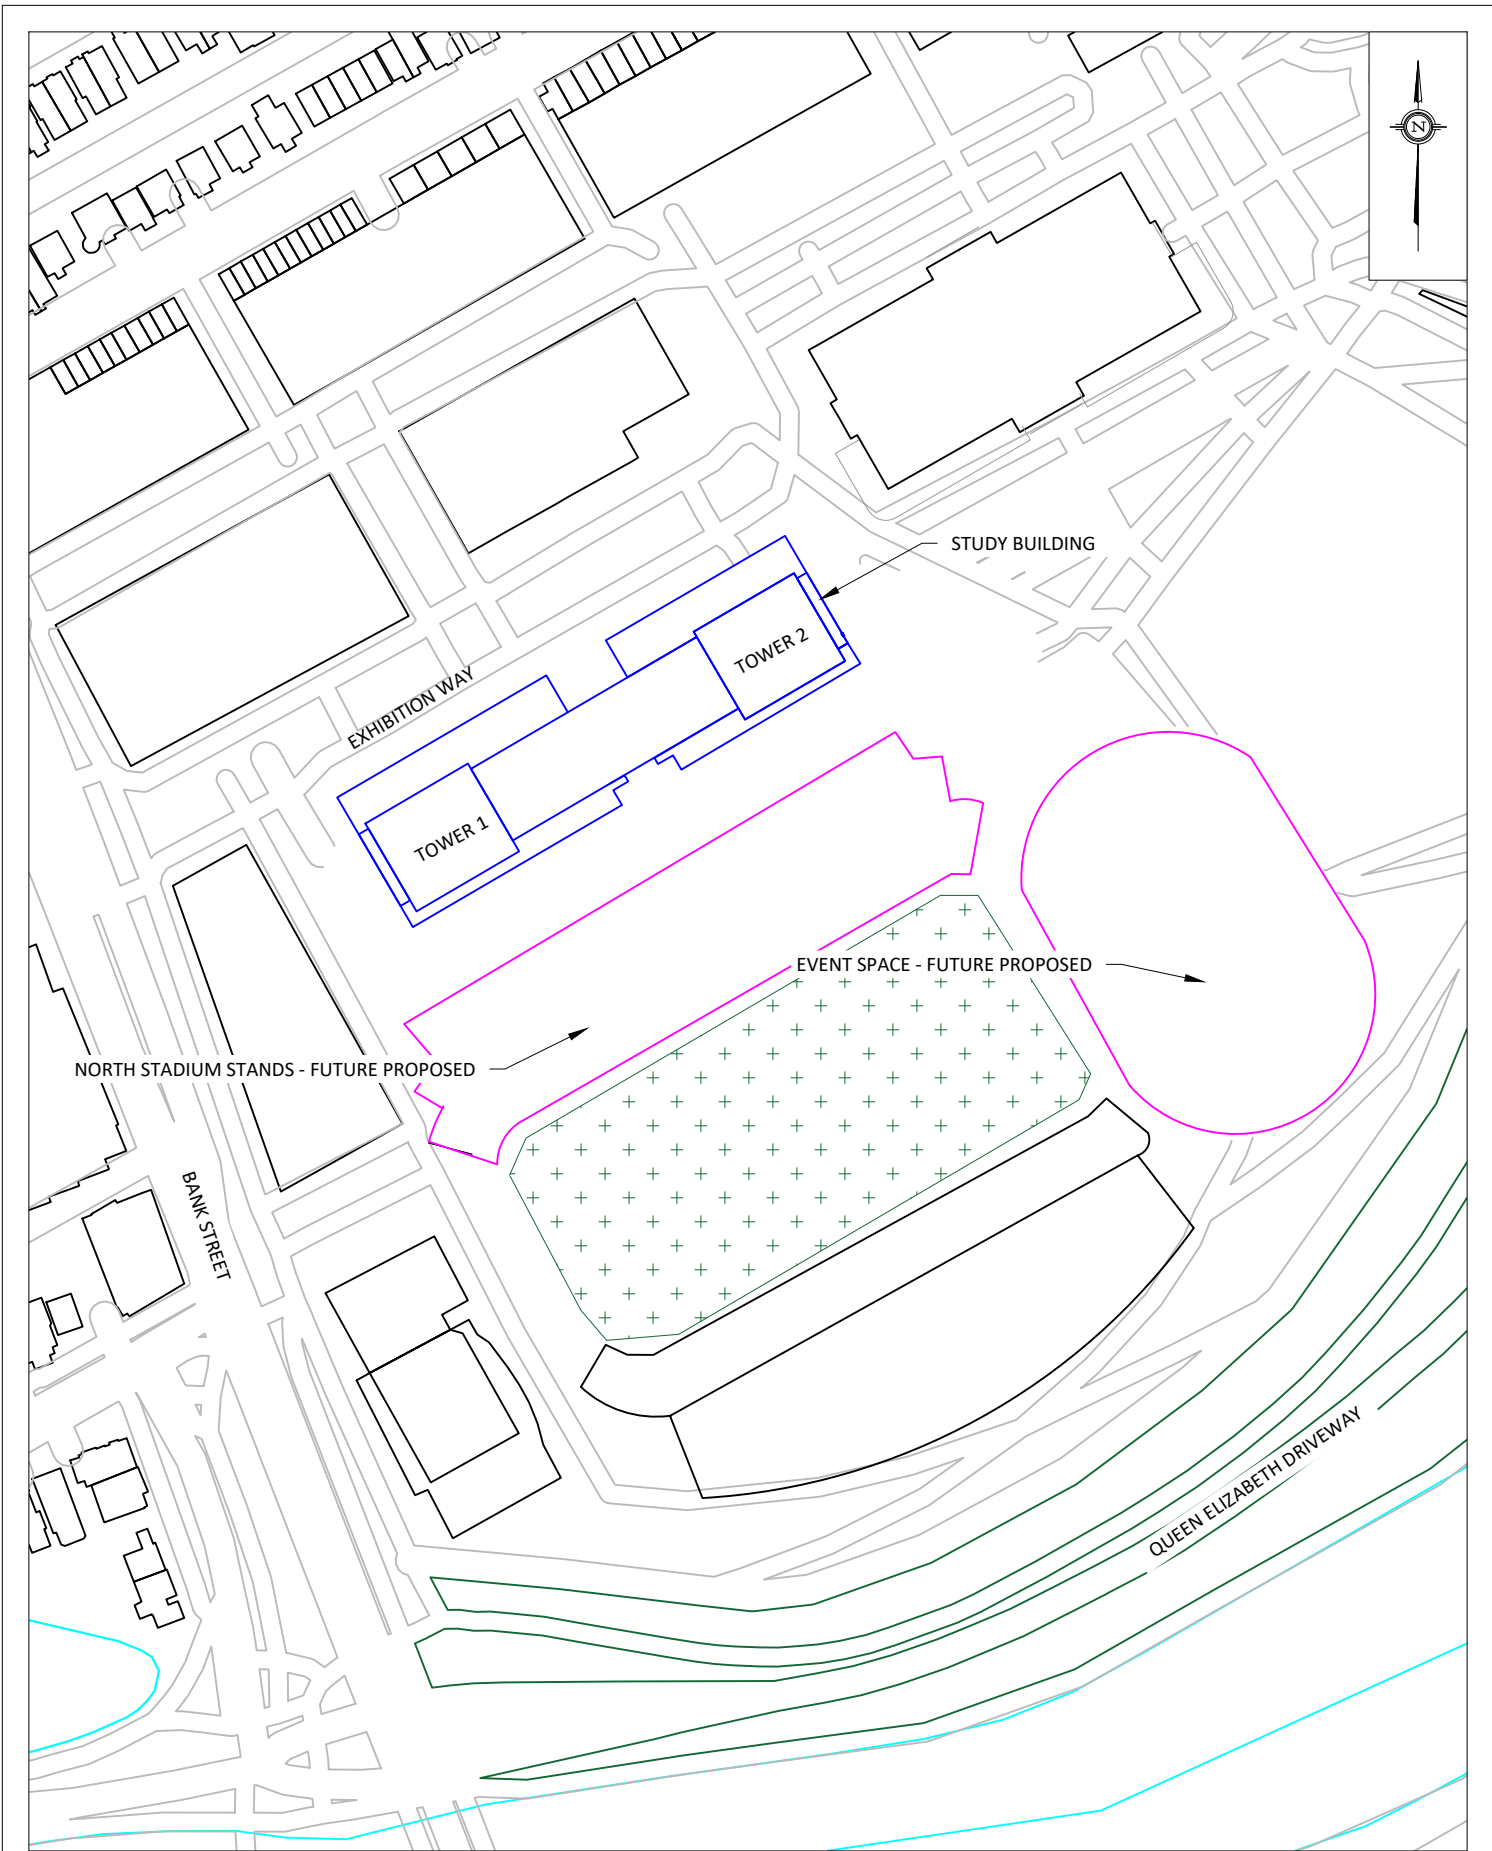 N
STUDY BUILDING
TOWER 2
EXHIBITION WAY
TOWER 1
EVENT SPACE - FUTURE PROPOSED
NORTH STADIUM STANDS - FUTURE PROPOSED
BANK STREET
QUEEN ELIZABETH DRIVEWAY